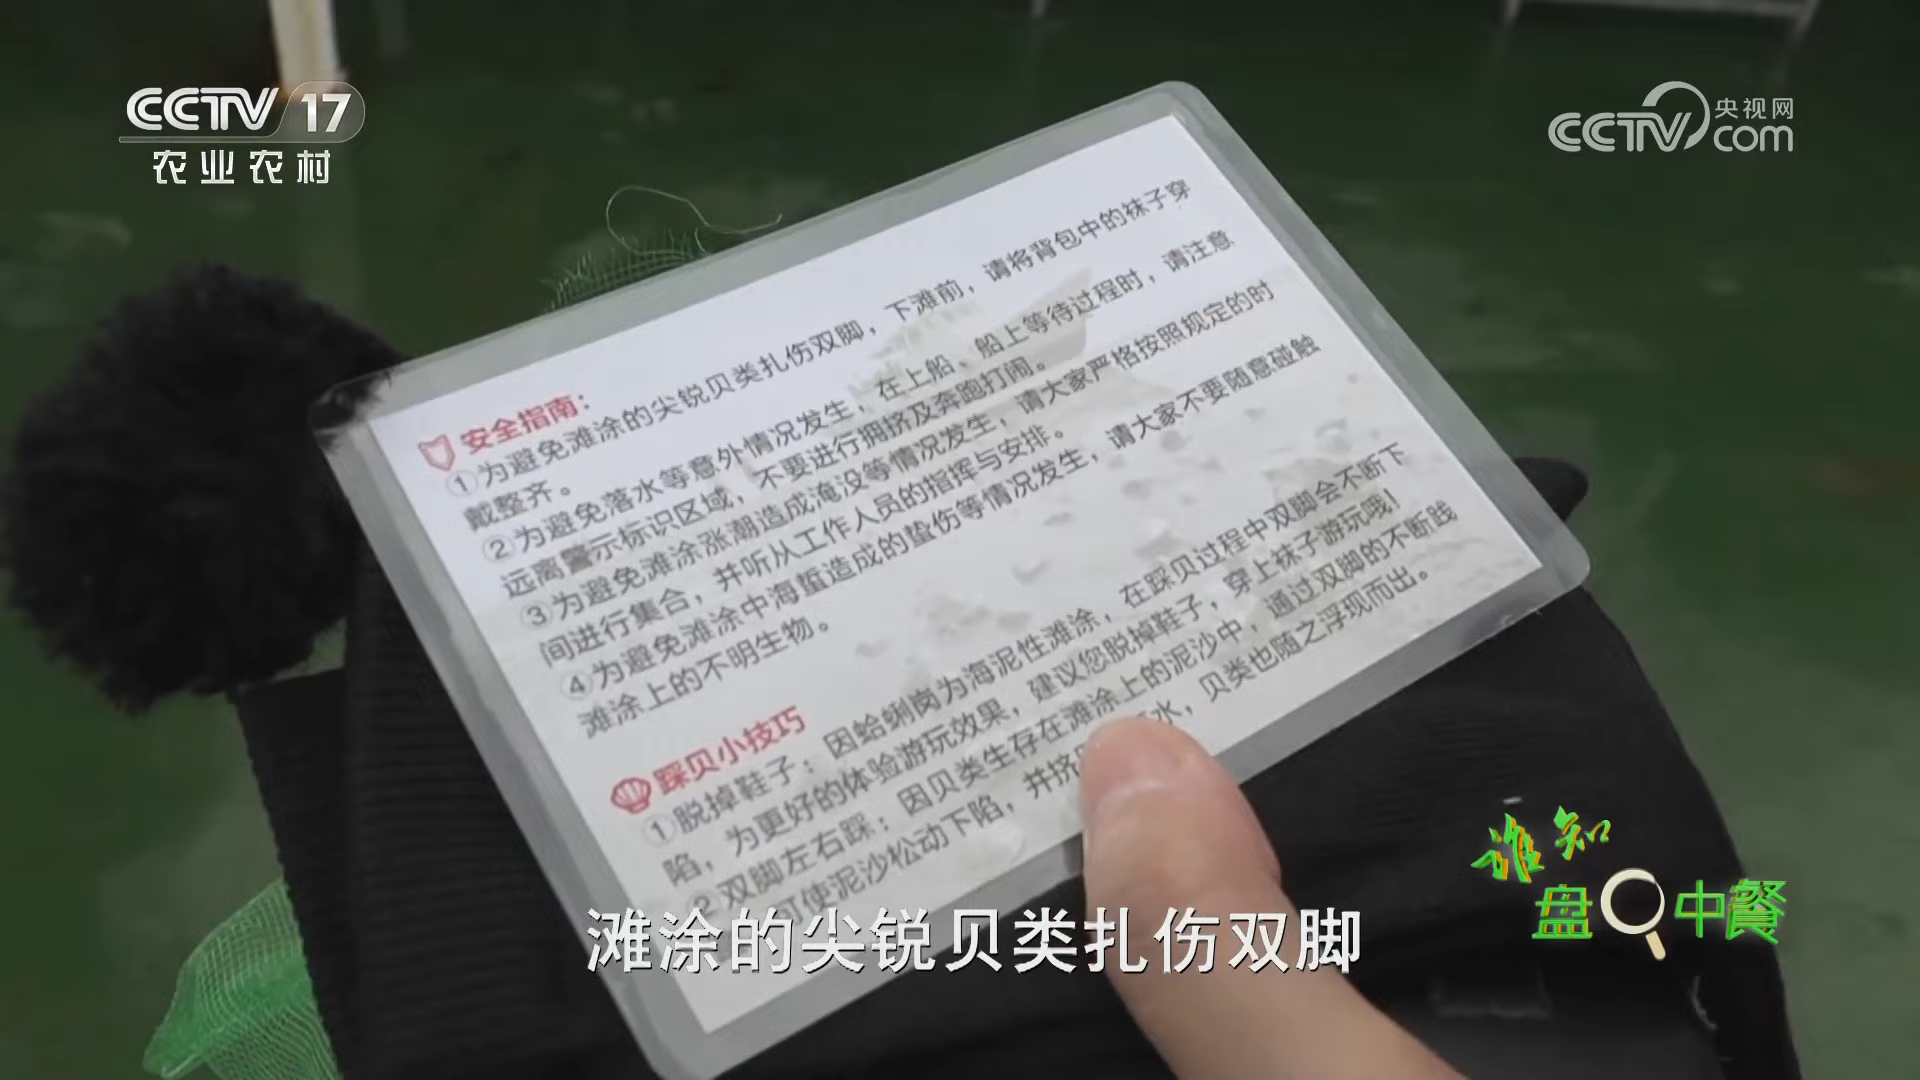 CCTV 17
农业农村
央视网
CCTV com
安全指南：
①为避免滩涂的尖锐贝类扎伤双脚，下滩前，请将背包中的袜子穿
戴整齐。
②为避免落水等意外情况发生，在上船、船上等待过程时，请注意
远离警示标识区域，不要进行拥挤及奔跑打闹。
③为避免滩涂涨潮造成淹没等情况发生，请大家严格按照规定的时
间进行集合，并听从工作人员的指挥与安排。
④为避免滩涂中海蜇造成的蛰伤等情况发生，请大家不要随意碰触
滩涂上的不明生物。
踩贝小技巧
①脱掉鞋子：因蛤蜊岗为海泥性滩涂，在踩贝过程中双脚会不断下
陷，为更好的体验游玩效果，建议您脱掉鞋子，穿上袜子游玩哦！
②双脚左右踩：因贝类生存在滩涂上的泥沙中，通过双脚的不断践
可使泥沙松动下陷，并挤 水，贝类也随之浮现而出。
谁知
盘中餐
滩涂的尖锐贝类扎伤双脚